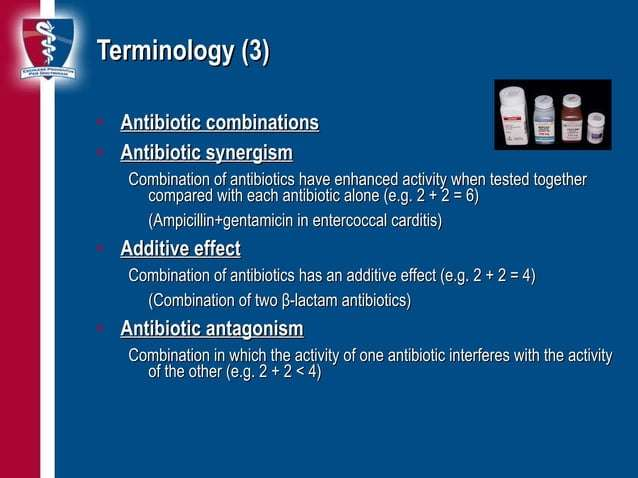 Terminology (3)
• Antibiotic combinations
• Antibiotic synergism
Combination of antibiotics have enhanced activity when tested together
compared with each antibiotic alone (e.g. 2 + 2 = 6)
(Ampicillin+gentamicin in entercoccal carditis)
• Additive effect
Combination of antibiotics has an additive effect (e.g. 2 + 2 = 4)
(Combination of two β-lactam antibiotics)
• Antibiotic antagonism
Combination in which the activity of one antibiotic interferes with the activity
of the other (e.g. 2 + 2 < 4)